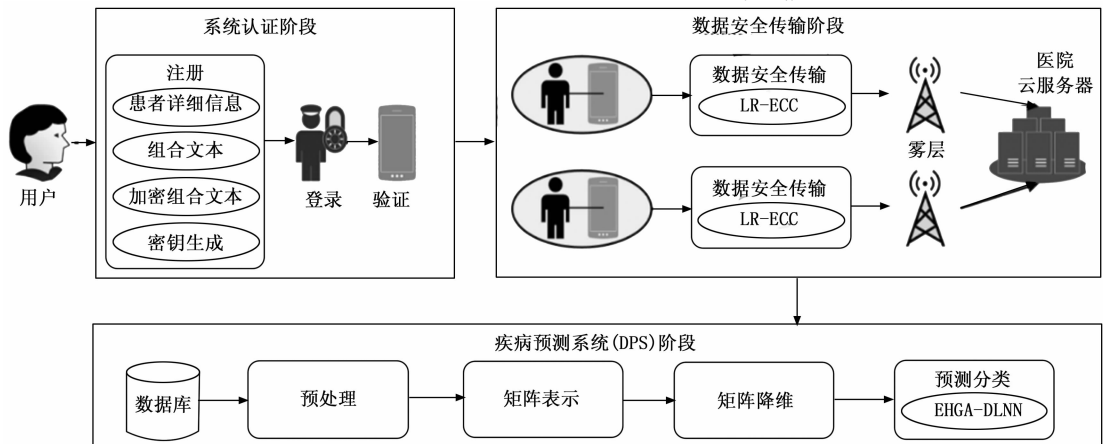 系统认证阶段
注册
患者详细信息
组合文本
加密组合文本
密钥生成
用户
登录
验证
数据安全传输阶段
数据安全传输
LR-ECC
数据安全传输
LR-ECC
雾层
医院
云服务器
疾病预测系统(DPS)阶段
数据库
预处理
矩阵表示
矩阵降维
预测分类
EHGA-DLNN